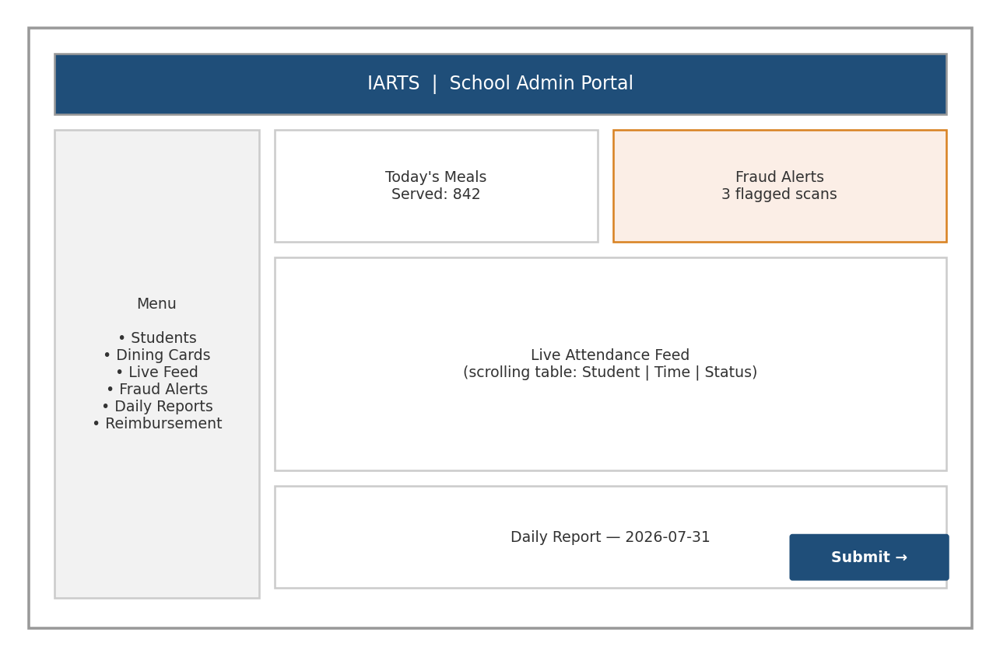 IARTS | School Admin Portal
Menu
• Students
• Dining Cards
• Live Feed
• Fraud Alerts
• Daily Reports
• Reimbursement
Today's Meals
Served: 842
Fraud Alerts
3 flagged scans
Live Attendance Feed
(scrolling table: Student | Time | Status)
Daily Report — 2026-07-31
Submit →